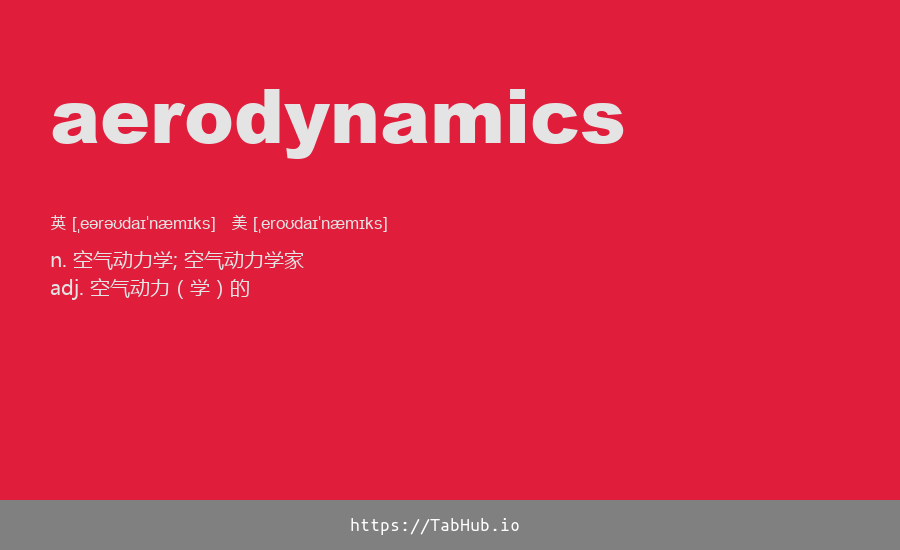 aerodynamics
英 [ˌeərəʊdaɪˈnæmɪks] 美 [ˌeroʊdaɪˈnæmɪks]
n. 空气动力学; 空气动力学家
adj. 空气动力（学）的
https://TabHub.io